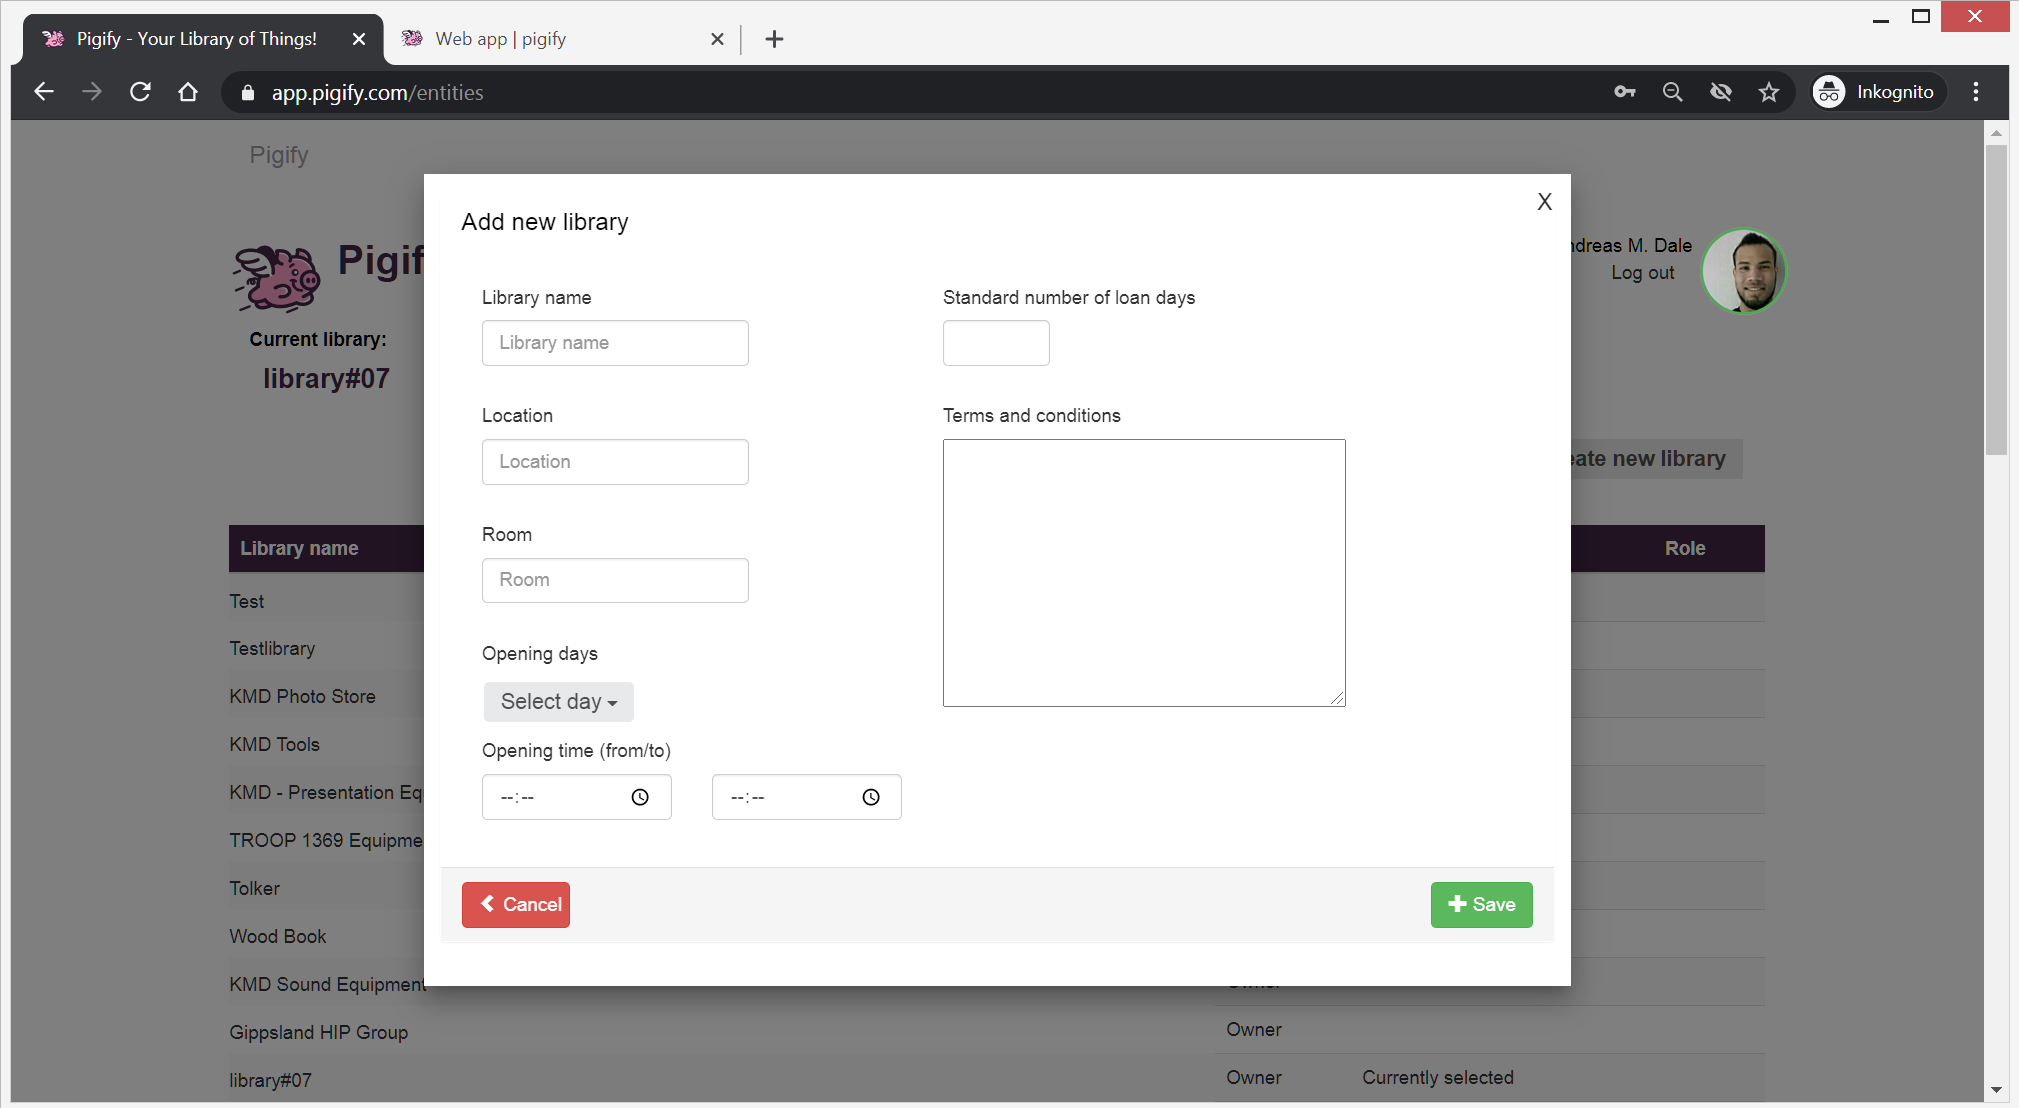 Pigify - Your Library of Things!
Web app | pigify
app.pigify.com/entities
Inkognito
Pigify
Add new library
X
Pigif
ndreas M. Dale
Log out
Current library:
library#07
Library name
Library name
Standard number of loan days
Location
Location
Terms and conditions
eate new library
Room
Room
Library name
Role
Opening days
Select day
Opening time (from/to)
--:--
--:--
Test
Testlibrary
KMD Photo Store
KMD Tools
KMD - Presentation Eq
TROOP 1369 Equipme
Tolker
Wood Book
KMD Sound Equipment
Gippsland HIP Group
library#07
Cancel
Save
Owner
Owner
Owner
Currently selected